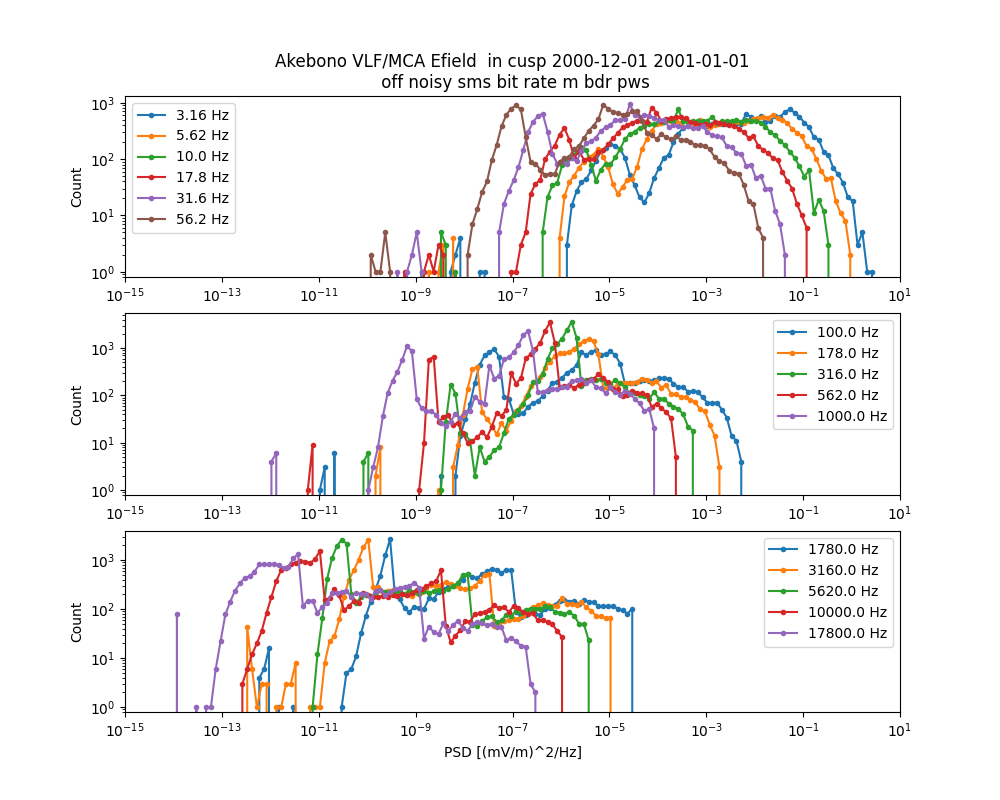 Akebono VLF/MCA Efield  in cusp 2000-12-01 2001-01-01
off noisy sms bit rate m bdr pws
10^3
10^2
10^1
10^0
Count
3.16 Hz
5.62 Hz
10.0 Hz
17.8 Hz
31.6 Hz
56.2 Hz
10^-15 10^-13 10^-11 10^-9 10^-7 10^-5 10^-3 10^-1 10^1
10^3
10^2
10^1
10^0
Count
100.0 Hz
178.0 Hz
316.0 Hz
562.0 Hz
1000.0 Hz
10^-15 10^-13 10^-11 10^-9 10^-7 10^-5 10^-3 10^-1 10^1
10^3
10^2
10^1
10^0
Count
1780.0 Hz
3160.0 Hz
5620.0 Hz
10000.0 Hz
17800.0 Hz
10^-15 10^-13 10^-11 10^-9 10^-7 10^-5 10^-3 10^-1 10^1
PSD [(mV/m)^2/Hz]